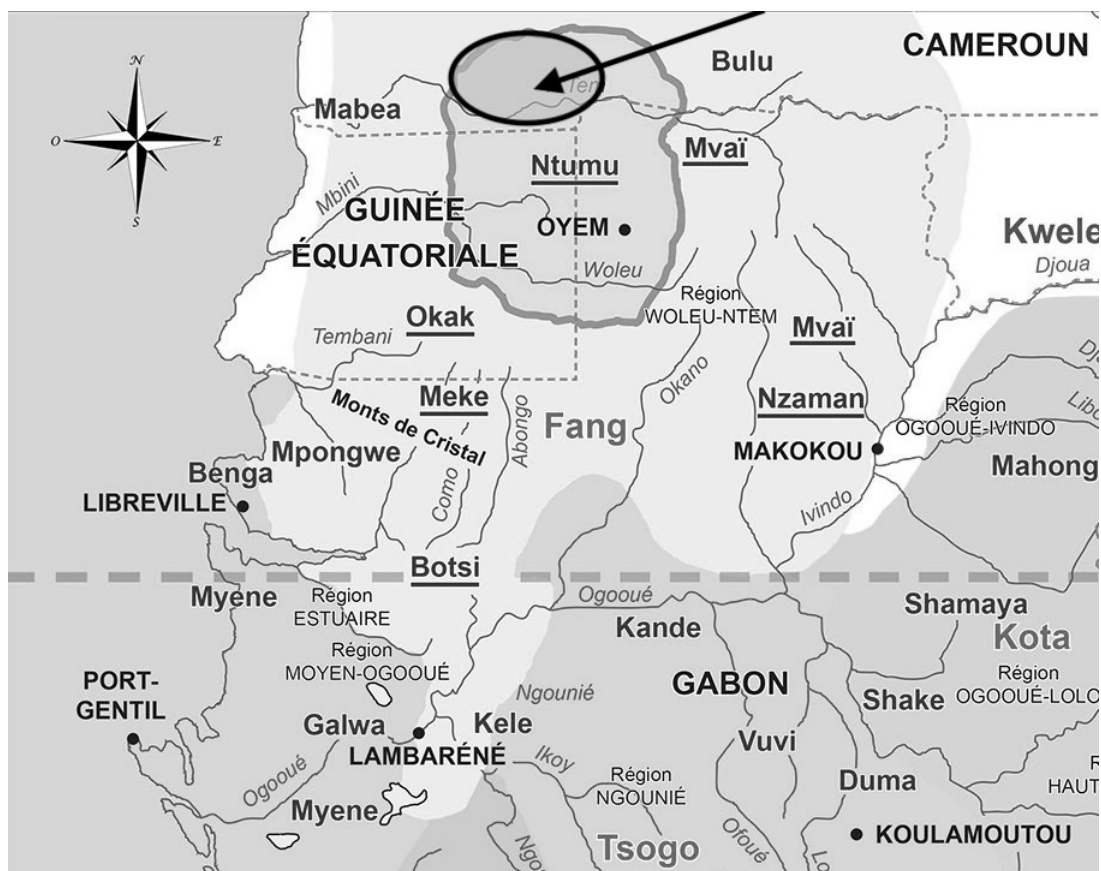 CAMEROUN
Bulu
N
O
E
S
Mabea
Ntumu
Mvaï
Mbini
GUINÉE
ÉQUATORIALE
OYEM
Kwele
Djoua
Woleu
Région
WOLEU-NTEM
Okak
Tembani
Mvaï
Meke
Okano
Nzaman
Monts de Cristal
Abongo
Fang
Région
OGOOUÉ-IVINDO
Mpongwe
MAKOKOU
Mahong
Benga
Como
LIBREVILLE
Ivindo
Botsi
Myene
Région
ESTUAIRE
Ogooué
Kande
Shamaya
Kota
Région
MOYEN-OGOOUÉ
Région
OGOOUÉ-LOLO
PORT-
GENTIL
Ngounié
GABON
Shake
Galwa
Kele
LAMBARÉNÉ
Vuvi
Ogooué
Ikoy
Région
NGOUNIÉ
Duma
HAUT
Myene
KOULAMOUTOU
Tsogo
Ofoué